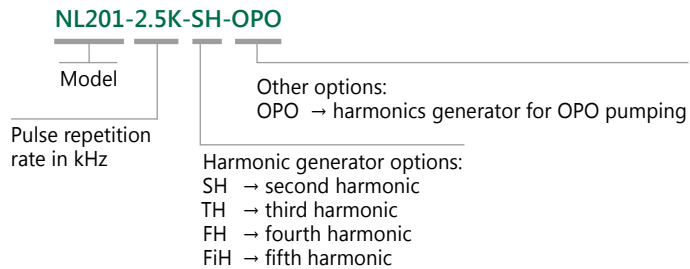 NL201-2.5K-SH-OPO
Model
Other options:
OPO → harmonics generator for OPO pumping
Pulse repetition
rate in kHz
Harmonic generator options:
SH → second harmonic
TH → third harmonic
FH → fourth harmonic
FiH → fifth harmonic